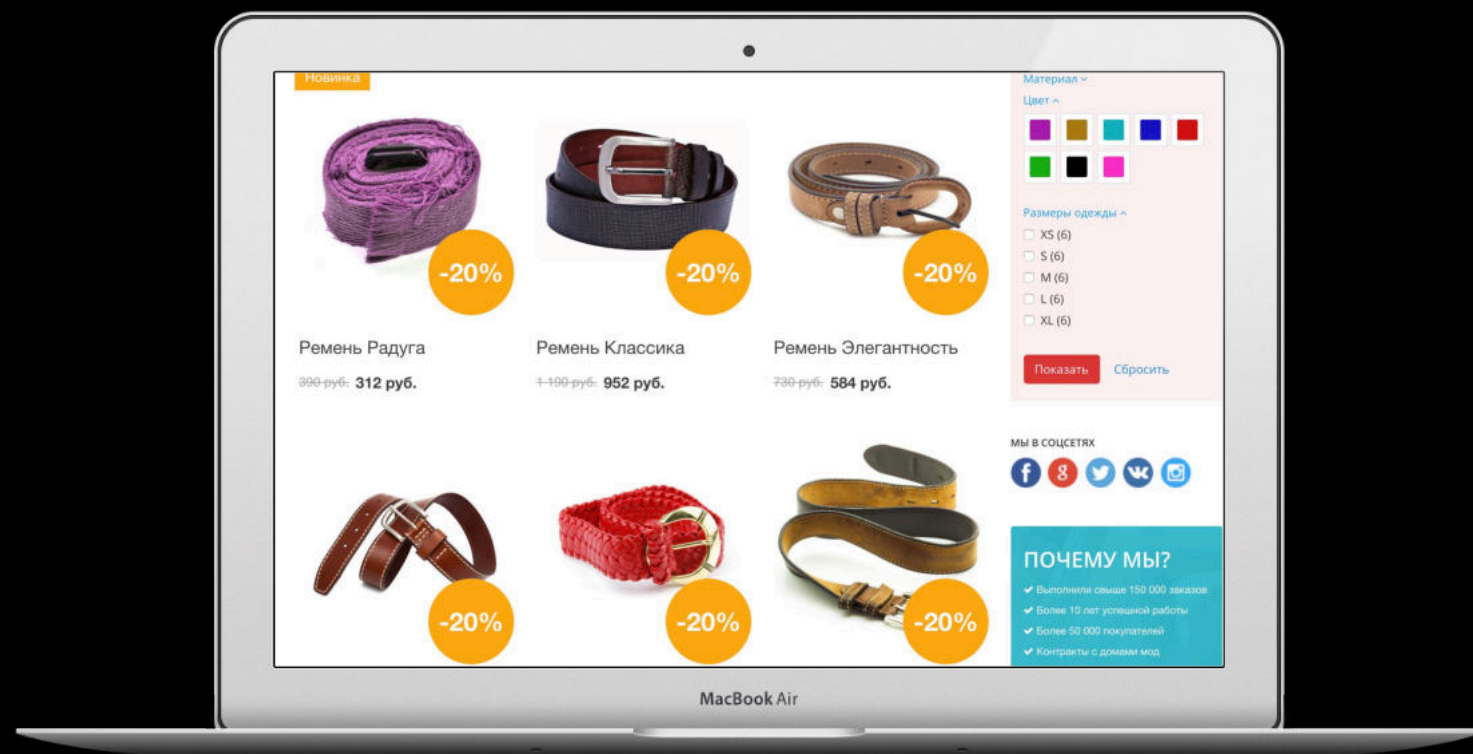 Новинка
-20%
-20%
-20%
Ремень Радуга
390 руб. 312 руб.
Ремень Классика
1 190 руб. 952 руб.
Ремень Элегантность
730 руб. 584 руб.
-20%
-20%
-20%
Материал
Цвет
Размеры одежды
XS (6)
S (6)
M (6)
L (6)
XL (6)
Показать Сбросить
МЫ В СОЦСЕТЯХ
ПОЧЕМУ МЫ?
Выполнили свыше 150 000 заказов
Более 10 лет успешной работы
Более 50 000 покупателей
Контракты с домами мод
MacBook Air